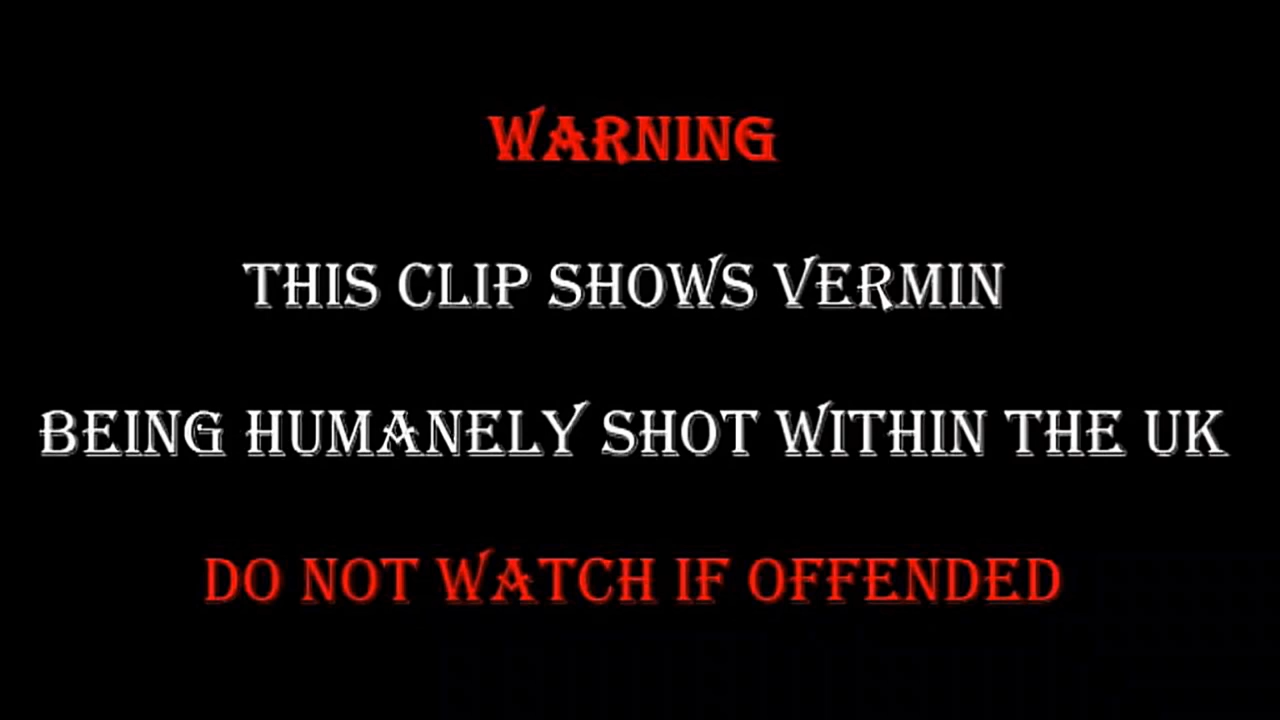 WARNING
THIS CLIP SHOWS VERMIN
BEING HUMANELY SHOT WITHIN THE UK
DO NOT WATCH IF OFFENDED